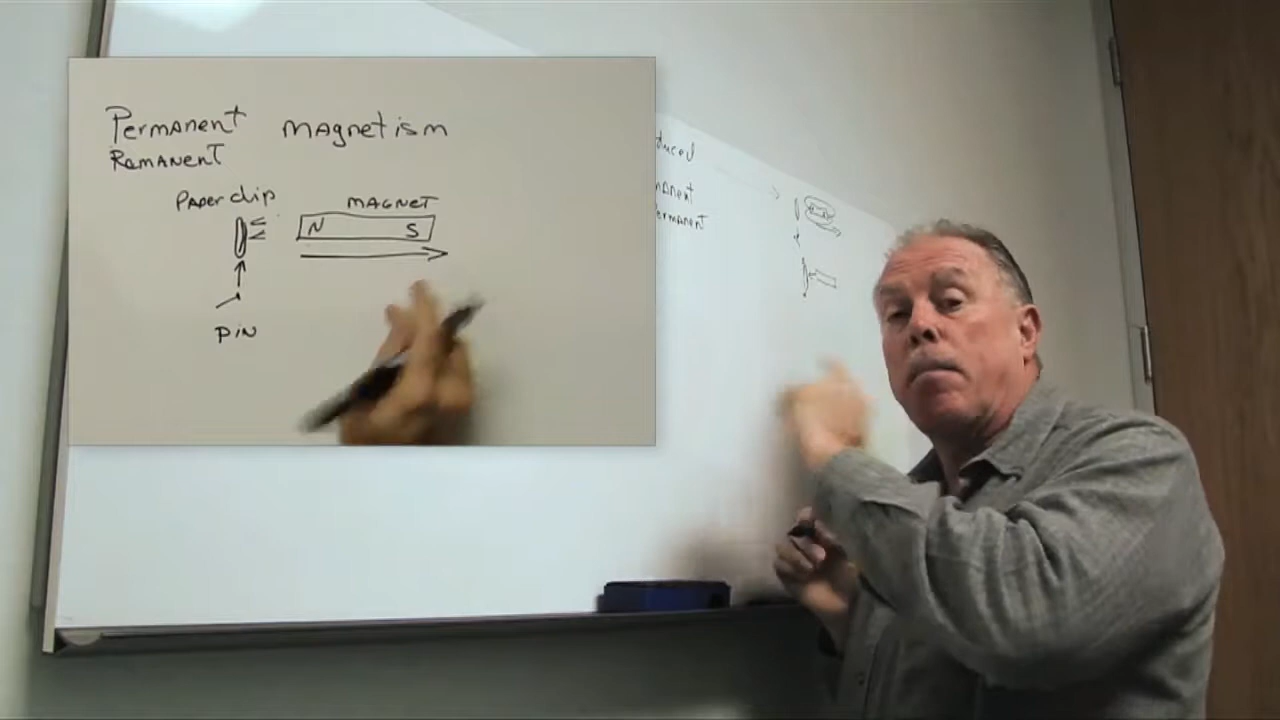 Permanent magnetism
Remanent
Paper clip
MAGNET
N S
PIN